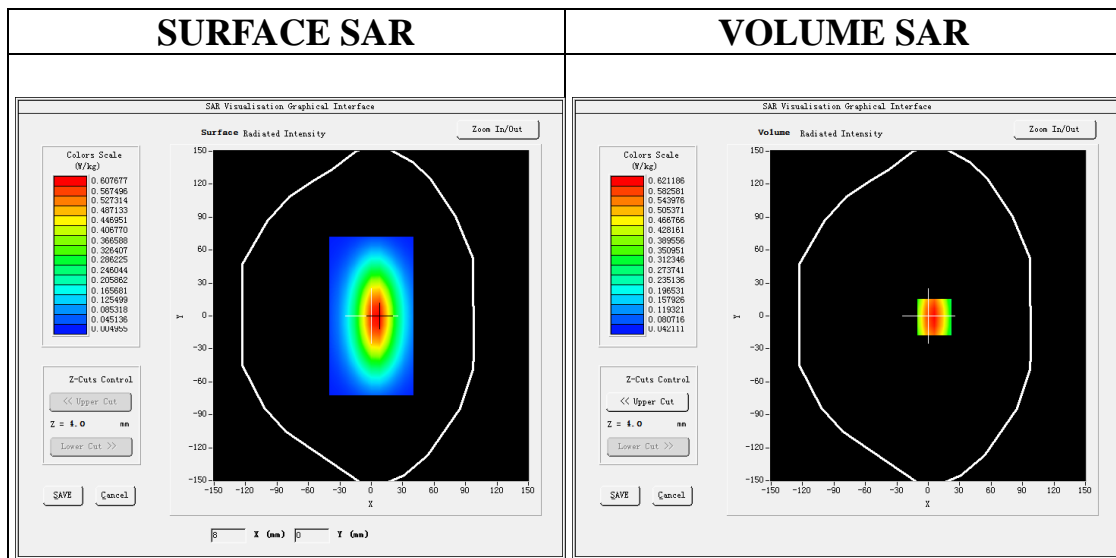 SURFACE SAR
VOLUME SAR
SAR Visualisation Graphical Interface
Surface Radiated Intensity
Zoom In/Out
Colors Scale
(W/kg)
0.607677
0.567496
0.527314
0.487133
0.446951
0.406770
0.366588
0.326407
0.286225
0.246044
0.205862
0.165681
0.125499
0.085318
0.045136
0.004955
Z-Cuts Control
<< Upper Cut
Z = 4.0 mm
Lower Cut >>
SAVE Cancel
150
120
90
60
30
0
-30
-60
-90
-120
-150
Y
-150 -120 -90 -60 -30 0 30 60 90 120 150
X
8 X (mm) 0 Y (mm)
SAR Visualisation Graphical Interface
Volume Radiated Intensity
Zoom In/Out
Colors Scale
(W/kg)
0.621186
0.582581
0.543976
0.505371
0.466766
0.428161
0.389556
0.350951
0.312346
0.273741
0.235136
0.196531
0.157926
0.119321
0.080716
0.042111
Z-Cuts Control
<< Upper Cut
Z = 4.0 mm
Lower Cut >>
SAVE Cancel
150
120
90
60
30
0
-30
-60
-90
-120
-150
Y
-150 -120 -90 -60 -30 0 30 60 90 120 150
X